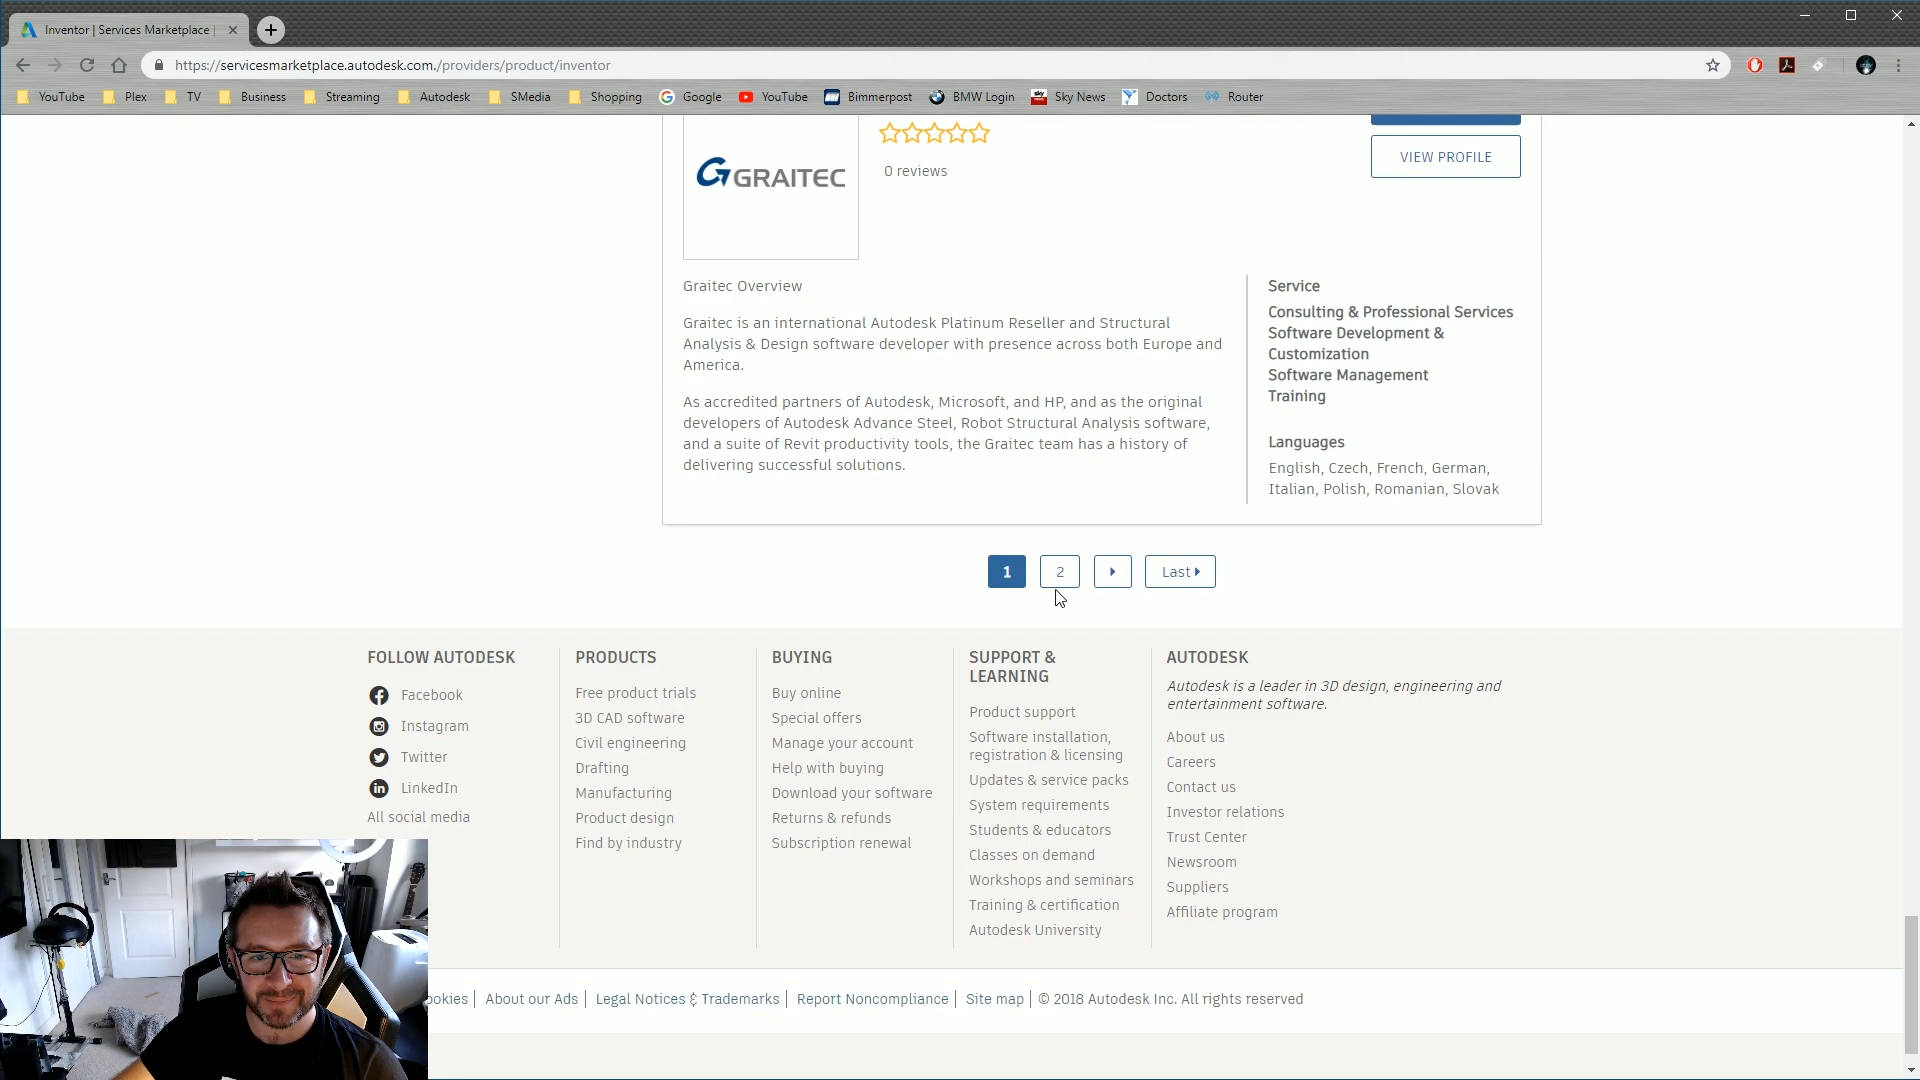 Inventor | Services Marketplace
https://servicesmarketplace.autodesk.com./providers/product/inventor
YouTube Plex TV Business Streaming Autodesk SMedia Shopping Google YouTube Bimmerpost BMW Login Sky News Doctors Router
GRAITEC
0 reviews
VIEW PROFILE
Graitec Overview
Graitec is an international Autodesk Platinum Reseller and Structural
Analysis & Design software developer with presence across both Europe and
America.
As accredited partners of Autodesk, Microsoft, and HP, and as the original
developers of Autodesk Advance Steel, Robot Structural Analysis software,
and a suite of Revit productivity tools, the Graitec team has a history of
delivering successful solutions.
Service
Consulting & Professional Services
Software Development &
Customization
Software Management
Training
Languages
English, Czech, French, German,
Italian, Polish, Romanian, Slovak
1 2 Last
FOLLOW AUTODESK
Facebook
Instagram
Twitter
LinkedIn
All social media
PRODUCTS
Free product trials
3D CAD software
Civil engineering
Drafting
Manufacturing
Product design
Find by industry
BUYING
Buy online
Special offers
Manage your account
Help with buying
Download your software
Returns & refunds
Subscription renewal
SUPPORT &
LEARNING
Product support
Software installation,
registration & licensing
Updates & service packs
System requirements
Students & educators
Classes on demand
Workshops and seminars
Training & certification
Autodesk University
AUTODESK
Autodesk is a leader in 3D design, engineering and
entertainment software.
About us
Careers
Contact us
Investor relations
Trust Center
Newsroom
Suppliers
Affiliate program
ookies | About our Ads | Legal Notices & Trademarks | Report Noncompliance | Site map | © 2018 Autodesk Inc. All rights reserved